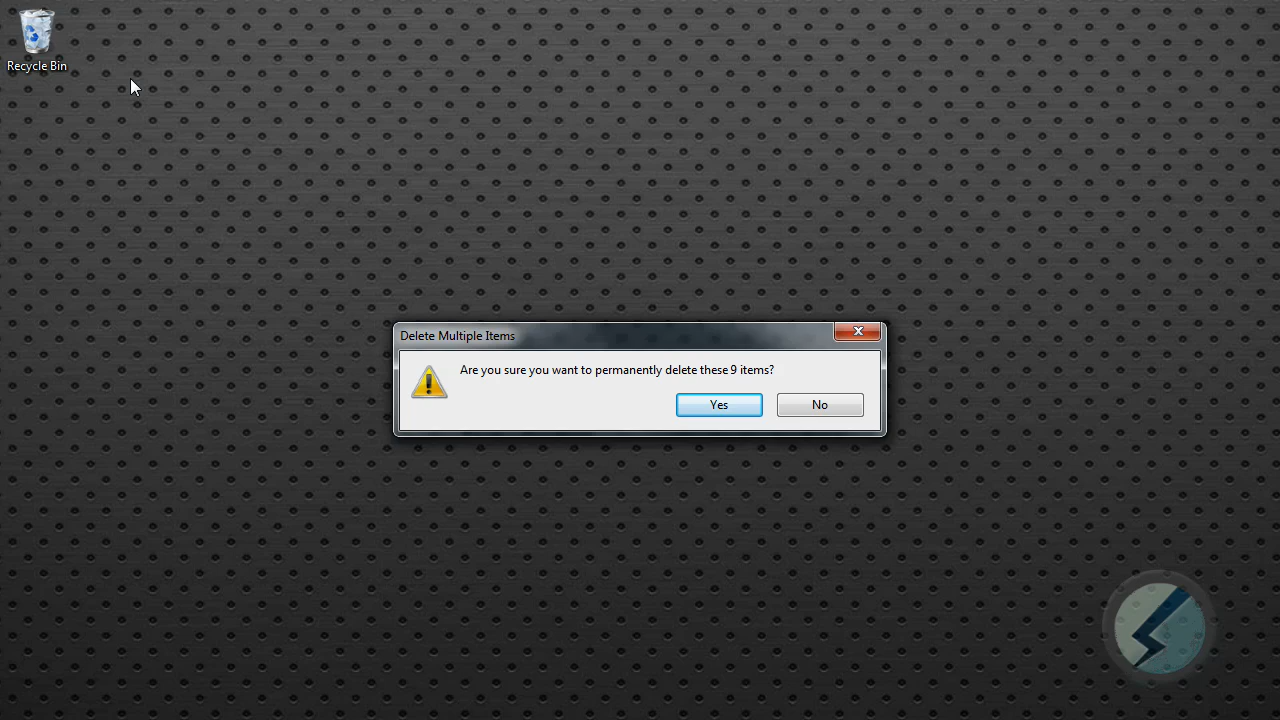 Recycle Bin
Delete Multiple Items
Are you sure you want to permanently delete these 9 items?
Yes No